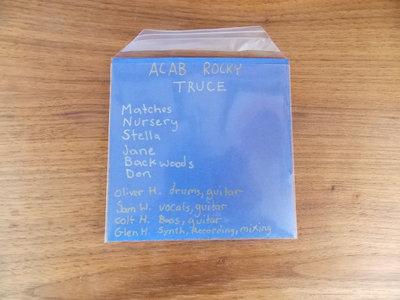 ACAB ROCKY
TRUCE
Matches
Nursery
Stella
Jane
Backwoods
Don
Oliver H. drums, guitar
Sam W. vocals, guitar
Colt H. Bass, guitar
Glen H. Synth, Recording, mixing